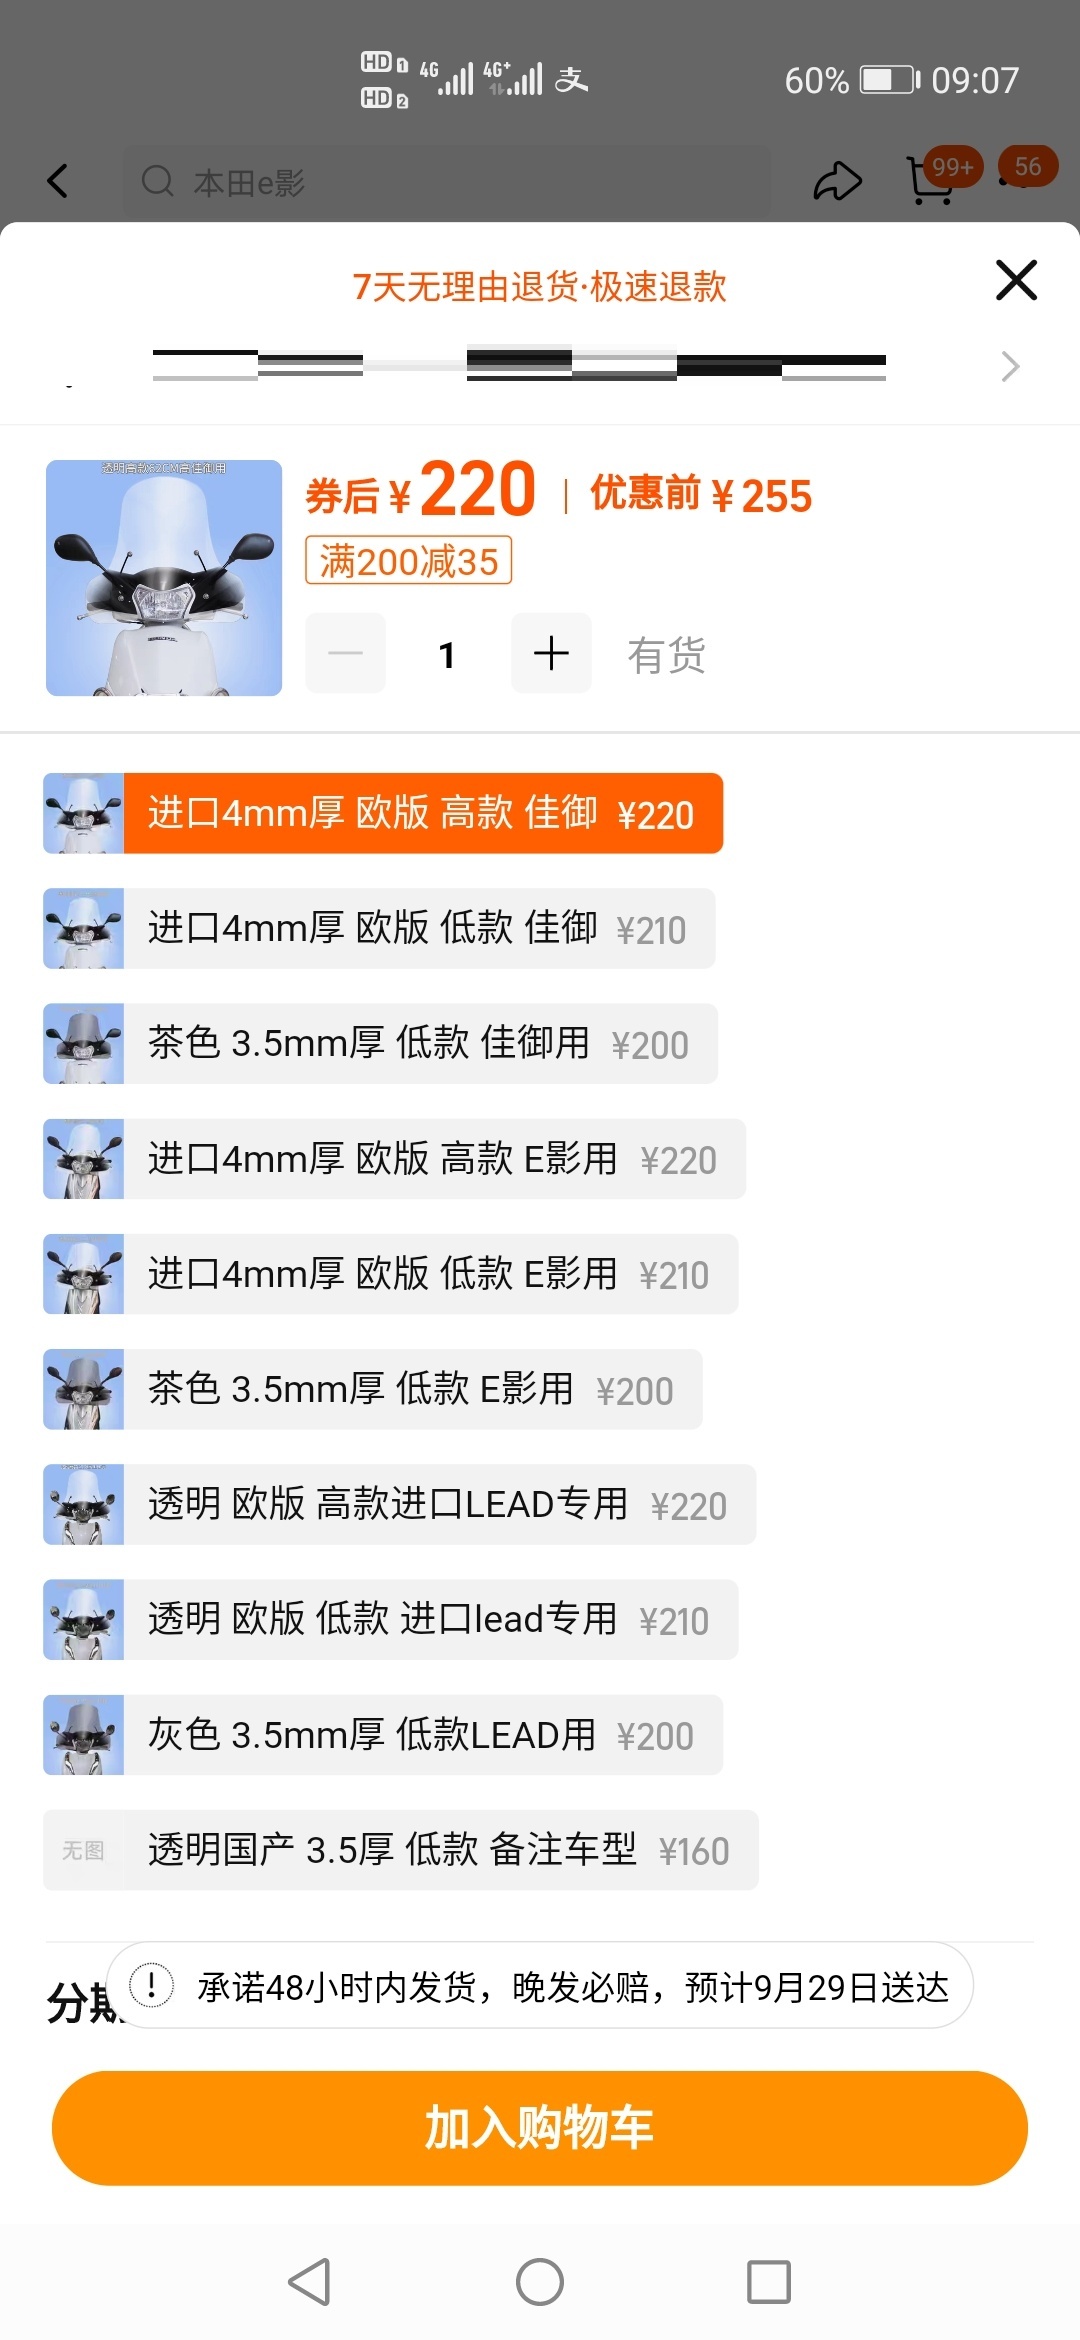 HD 1 4G 4G+ 支 60% 09:07
HD 2
本田e影 99+ 56
7天无理由退货·极速退款
透明高款62CM高佳御用
券后 ¥220 | 优惠前 ¥255
满200减35
1 有货
进口4mm厚 欧版 高款 佳御 ¥220
进口4mm厚 欧版 低款 佳御 ¥210
茶色 3.5mm厚 低款 佳御用 ¥200
进口4mm厚 欧版 高款 E影用 ¥220
进口4mm厚 欧版 低款 E影用 ¥210
茶色 3.5mm厚 低款 E影用 ¥200
透明 欧版 高款进口LEAD专用 ¥220
透明 欧版 低款 进口lead专用 ¥210
灰色 3.5mm厚 低款LEAD用 ¥200
无图 透明国产 3.5厚 低款 备注车型 ¥160
分期
承诺48小时内发货，晚发必赔，预计9月29日送达
加入购物车